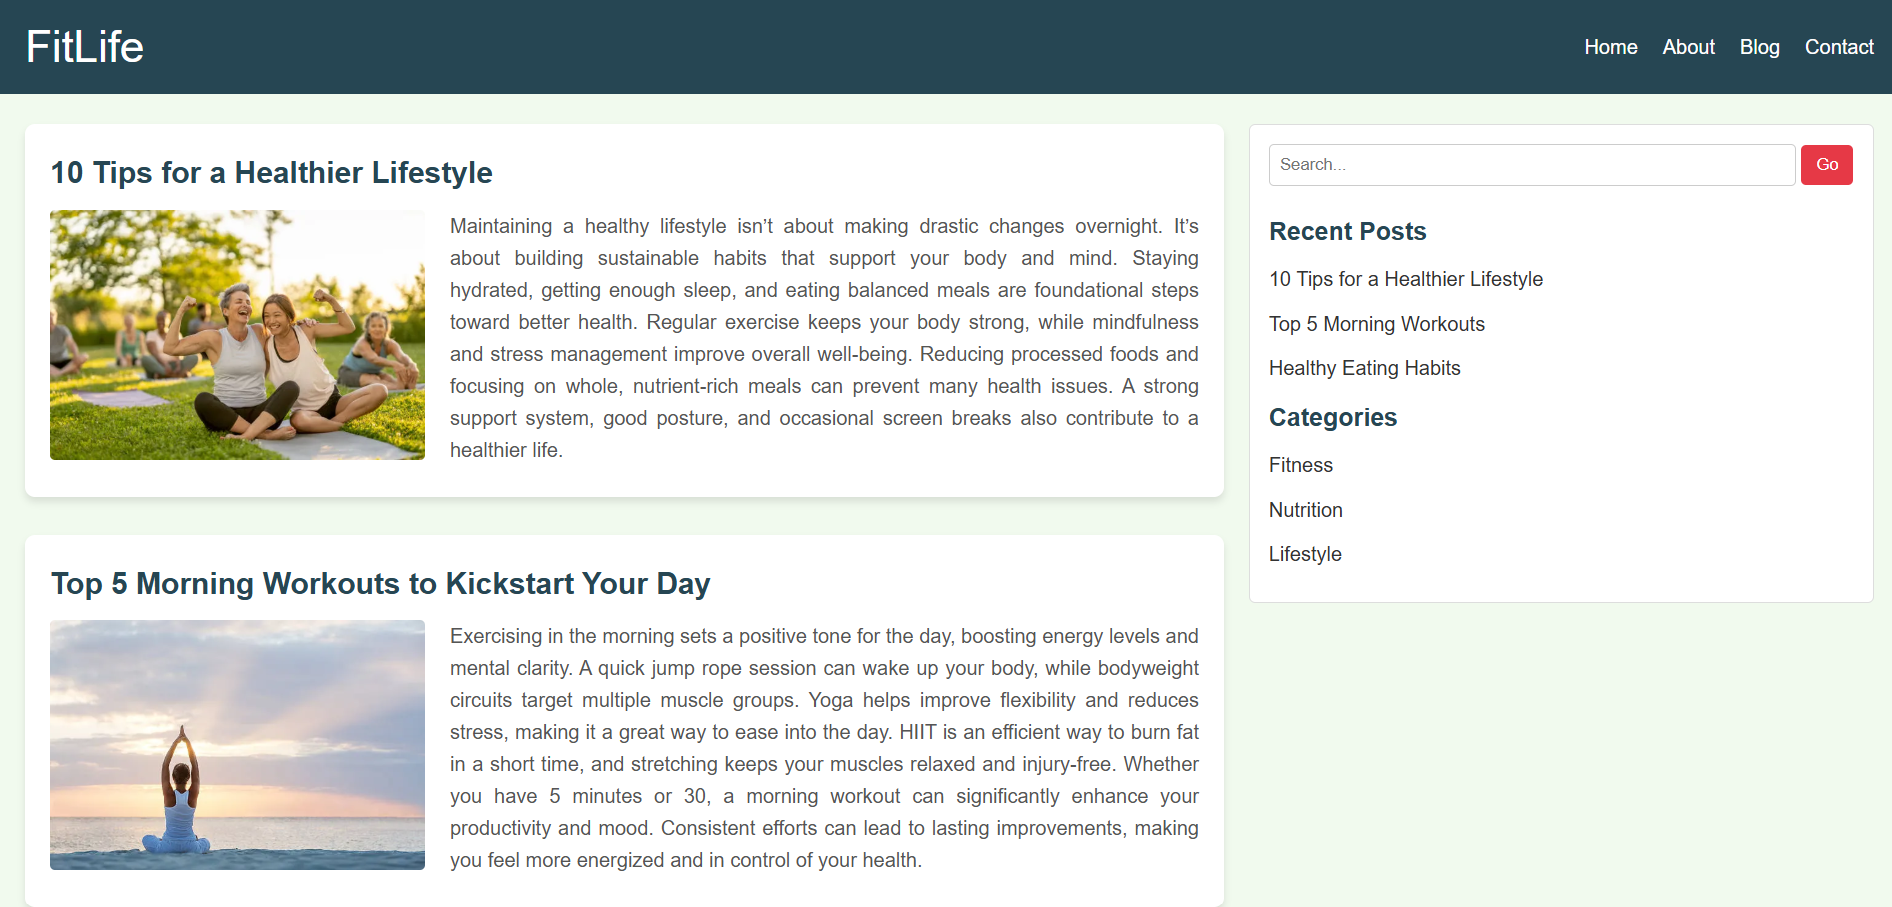 FitLife
Home About Blog Contact
10 Tips for a Healthier Lifestyle
Maintaining a healthy lifestyle isn’t about making drastic changes overnight. It’s
about building sustainable habits that support your body and mind. Staying
hydrated, getting enough sleep, and eating balanced meals are foundational steps
toward better health. Regular exercise keeps your body strong, while mindfulness
and stress management improve overall well-being. Reducing processed foods and
focusing on whole, nutrient-rich meals can prevent many health issues. A strong
support system, good posture, and occasional screen breaks also contribute to a
healthier life.
Top 5 Morning Workouts to Kickstart Your Day
Exercising in the morning sets a positive tone for the day, boosting energy levels and
mental clarity. A quick jump rope session can wake up your body, while bodyweight
circuits target multiple muscle groups. Yoga helps improve flexibility and reduces
stress, making it a great way to ease into the day. HIIT is an efficient way to burn fat
in a short time, and stretching keeps your muscles relaxed and injury-free. Whether
you have 5 minutes or 30, a morning workout can significantly enhance your
productivity and mood. Consistent efforts can lead to lasting improvements, making
you feel more energized and in control of your health.
Search...
Go
Recent Posts
10 Tips for a Healthier Lifestyle
Top 5 Morning Workouts
Healthy Eating Habits
Categories
Fitness
Nutrition
Lifestyle